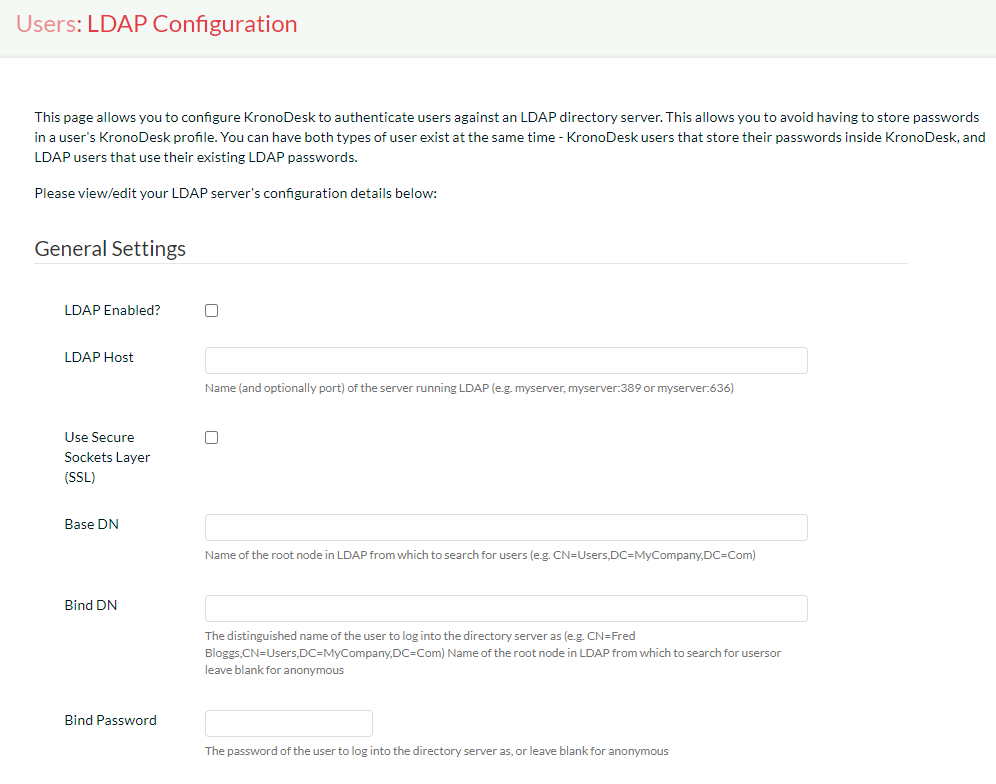 Users: LDAP Configuration
This page allows you to configure KronoDesk to authenticate users against an LDAP directory server. This allows you to avoid having to store passwords
in a user's KronoDesk profile. You can have both types of user exist at the same time - KronoDesk users that store their passwords inside KronoDesk, and
LDAP users that use their existing LDAP passwords.
Please view/edit your LDAP server's configuration details below:
General Settings
LDAP Enabled?
LDAP Host
Name (and optionally port) of the server running LDAP (e.g. myserver, myserver:389 or myserver:636)
Use Secure
Sockets Layer
(SSL)
Base DN
Name of the root node in LDAP from which to search for users (e.g. CN=Users,DC=MyCompany,DC=Com)
Bind DN
The distinguished name of the user to log into the directory server as (e.g. CN=Fred
Bloggs,CN=Users,DC=MyCompany,DC=Com) Name of the root node in LDAP from which to search for usersor
leave blank for anonymous
Bind Password
The password of the user to log into the directory server as, or leave blank for anonymous